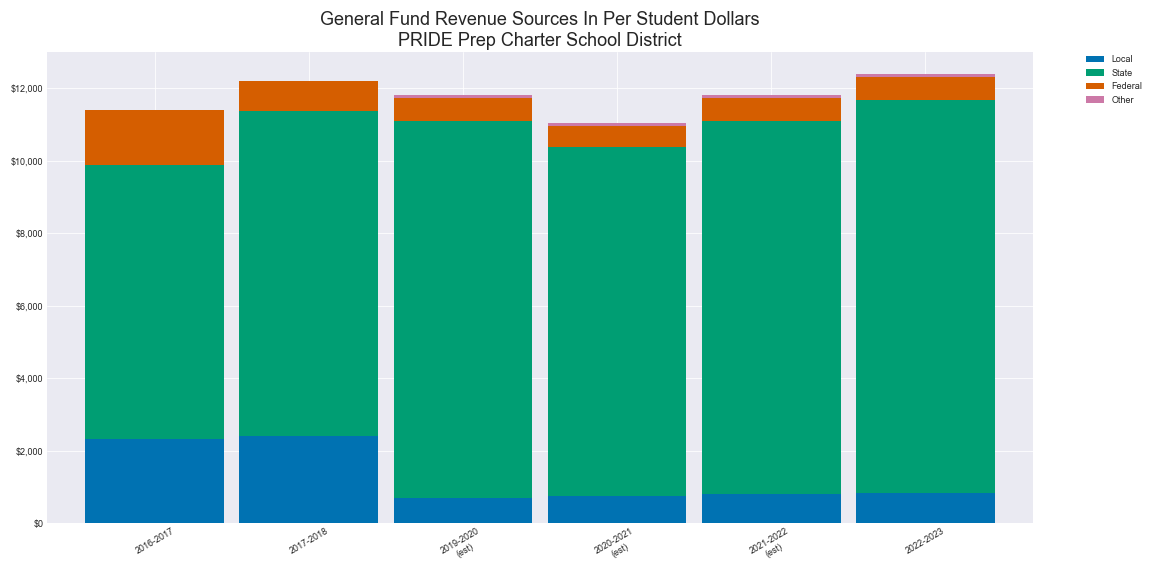 General Fund Revenue Sources In Per Student Dollars
PRIDE Prep Charter School District
Local
State
Federal
Other
$12,000
$10,000
$8,000
$6,000
$4,000
$2,000
$0
2016-2017
2017-2018
2019-2020
(est)
2020-2021
(est)
2021-2022
(est)
2022-2023